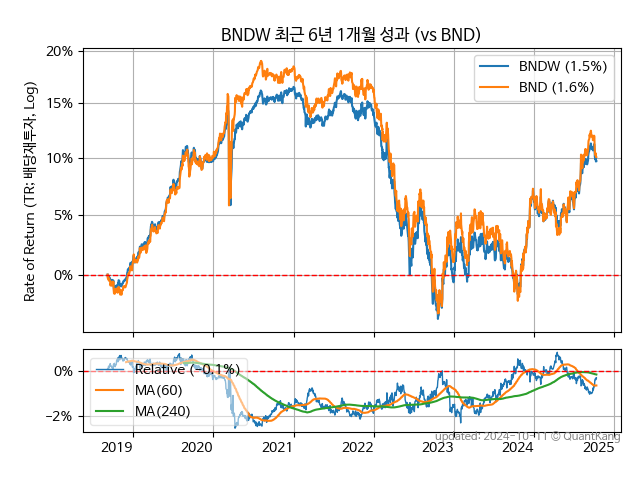 BNDW 최근 6년 1개월 성과 (vs BND)
20%
15%
10%
5%
0%
Rate of Return (TR: 배당재투자, Log)
BNDW (1.5%)
BND (1.6%)
0%
−2%
Relative (−0.1%)
MA(60)
MA(240)
updated: 2024-10-11 © QuantKang
2019
2020
2021
2022
2023
2024
2025